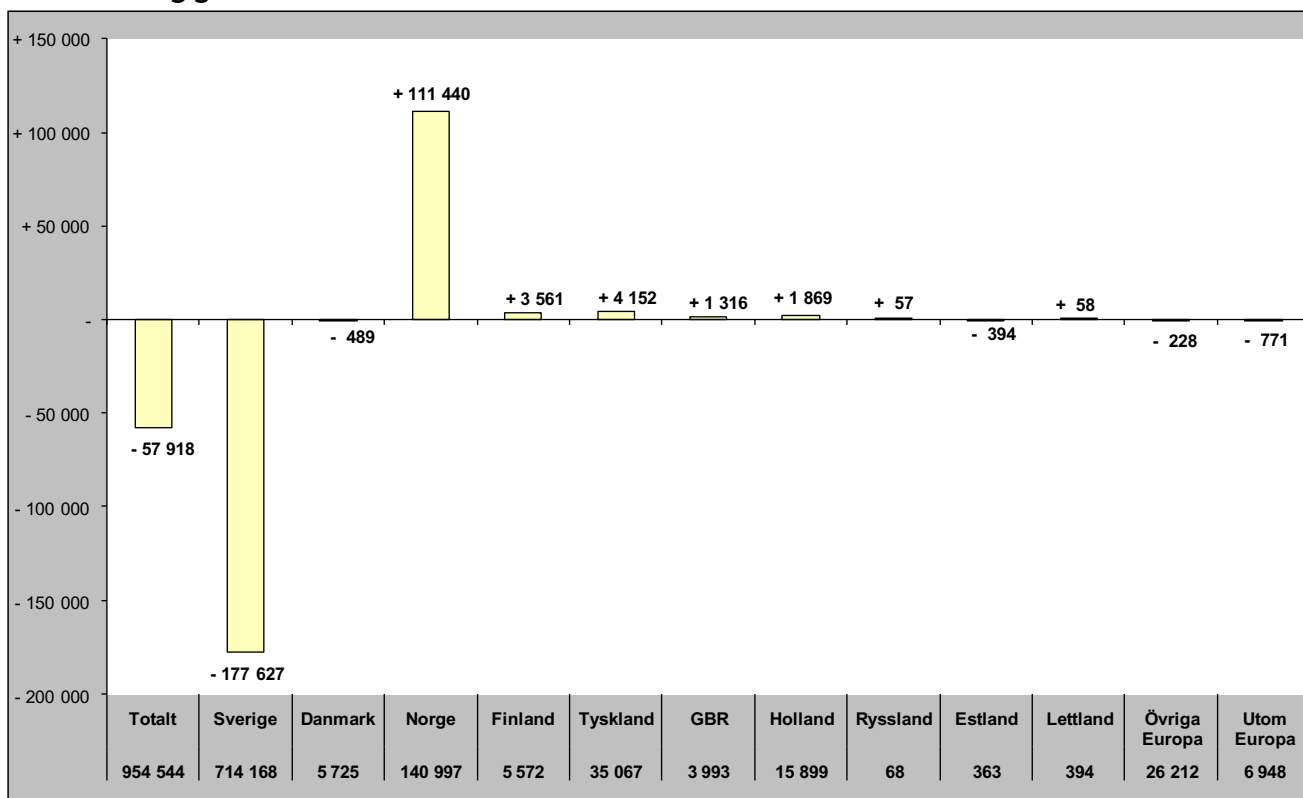 + 150 000
+ 111 440
+ 100 000
+ 50 000
+ 3 561
+ 4 152
+ 1 316
+ 1 869
+ 57
+ 58
-
- 489
- 394
- 228
- 771
- 50 000
- 57 918
- 100 000
- 150 000
- 177 627
- 200 000
Totalt Sverige Danmark Norge Finland Tyskland GBR Holland Ryssland Estland Lettland Övriga Utom
Europa Europa
954 544 714 168 5 725 140 997 5 572 35 067 3 993 15 899 68 363 394 26 212 6 948